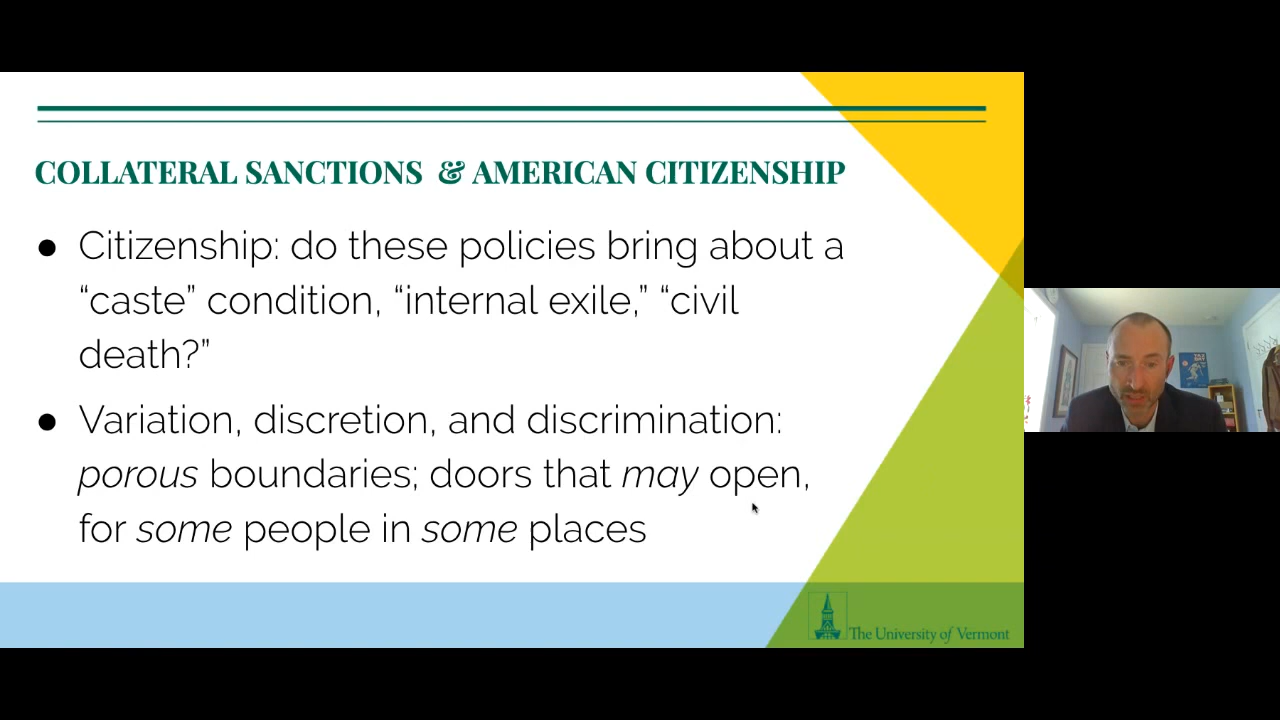 COLLATERAL SANCTIONS & AMERICAN CITIZENSHIP
● Citizenship: do these policies bring about a
“caste” condition, “internal exile,” “civil
death?”
● Variation, discretion, and discrimination:
porous boundaries; doors that may open,
for some people in some places
The University of Vermont